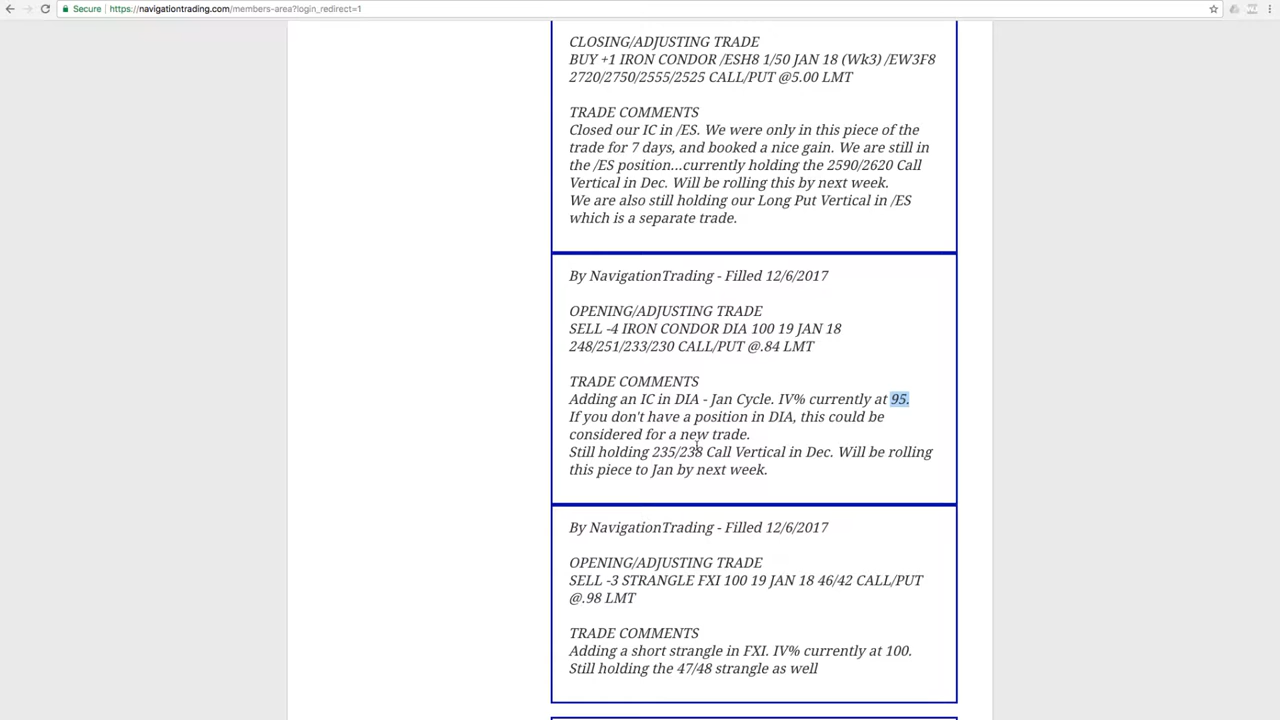 Secure
https://navigationtrading.com/members-area?login_redirect=1
CLOSING/ADJUSTING TRADE
BUY +1 IRON CONDOR /ESH8 1/50 JAN 18 (Wk3) /EW3F8
2720/2750/2555/2525 CALL/PUT @5.00 LMT
TRADE COMMENTS
Closed our IC in /ES. We were only in this piece of the
trade for 7 days, and booked a nice gain. We are still in
the /ES position...currently holding the 2590/2620 Call
Vertical in Dec. Will be rolling this by next week.
We are also still holding our Long Put Vertical in /ES
which is a separate trade.
By NavigationTrading - Filled 12/6/2017
OPENING/ADJUSTING TRADE
SELL -4 IRON CONDOR DIA 100 19 JAN 18
248/251/233/230 CALL/PUT @.84 LMT
TRADE COMMENTS
Adding an IC in DIA - Jan Cycle. IV% currently at 95.
If you don't have a position in DIA, this could be
considered for a new trade.
Still holding 235/238 Call Vertical in Dec. Will be rolling
this piece to Jan by next week.
By NavigationTrading - Filled 12/6/2017
OPENING/ADJUSTING TRADE
SELL -3 STRANGLE FXI 100 19 JAN 18 46/42 CALL/PUT
@.98 LMT
TRADE COMMENTS
Adding a short strangle in FXI. IV% currently at 100.
Still holding the 47/48 strangle as well